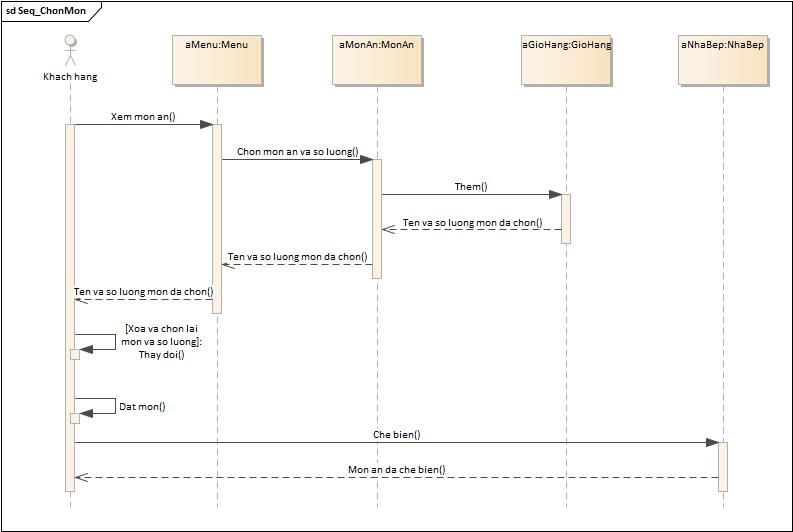 sd Seq_ChonMon
Khach hang
aMenu:Menu
aMonAn:MonAn
aGioHang:GioHang
aNhaBep:NhaBep
Xem mon an()
Chon mon an va so luong()
Them()
Ten va so luong mon da chon()
Ten va so luong mon da chon()
Ten va so luong mon da chon()
[Xoa va chon lai
mon va so luong]:
Thay doi()
Dat mon()
Che bien()
Mon an da che bien()